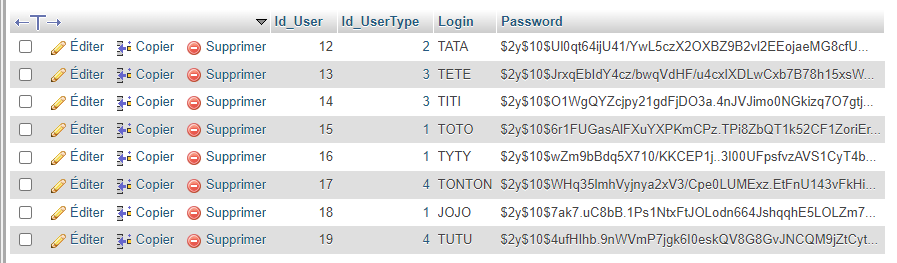 Id_User Id_UserType Login Password
Éditer Copier Supprimer 12 2 TATA $2y$10$Ul0qt64ijU41/YwL5czX2OXBZ9B2vl2EEojaeMG8cfU...
Éditer Copier Supprimer 13 3 TETE $2y$10$JrxqEbIdY4cz/bwqVdHF/u4cxlXDLwCxb7B78h15xsW...
Éditer Copier Supprimer 14 3 TITI $2y$10$O1WgQYZcjpy21gdFjDO3a.4nJVJimo0NGkizq7O7gtj...
Éditer Copier Supprimer 15 1 TOTO $2y$10$6r1FUGasAlFXuYXPKmCPz.TPi8ZbQT1k52CF1ZoriEr...
Éditer Copier Supprimer 16 1 TYTY $2y$10$wZm9bBdq5X710/KKCEP1j..3I00UFpsfvzAVS1CyT4b...
Éditer Copier Supprimer 17 4 TONTON $2y$10$WHq35lmhVyjnya2xV3/Cpe0LUMExz.EtFnU143vFkHi...
Éditer Copier Supprimer 18 1 JOJO $2y$10$7ak7.uC8bB.1Ps1NtxFtJOLodn664JshqqhE5LOLZm7...
Éditer Copier Supprimer 19 4 TUTU $2y$10$4ufHlhb.9nWVmP7jgk6I0eskQV8G8GvJNCQM9jZtCyt...